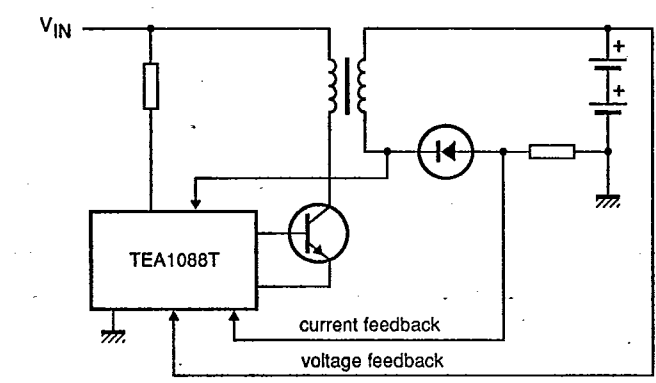 VIN
+
+
TEA1088T
current feedback
voltage feedback